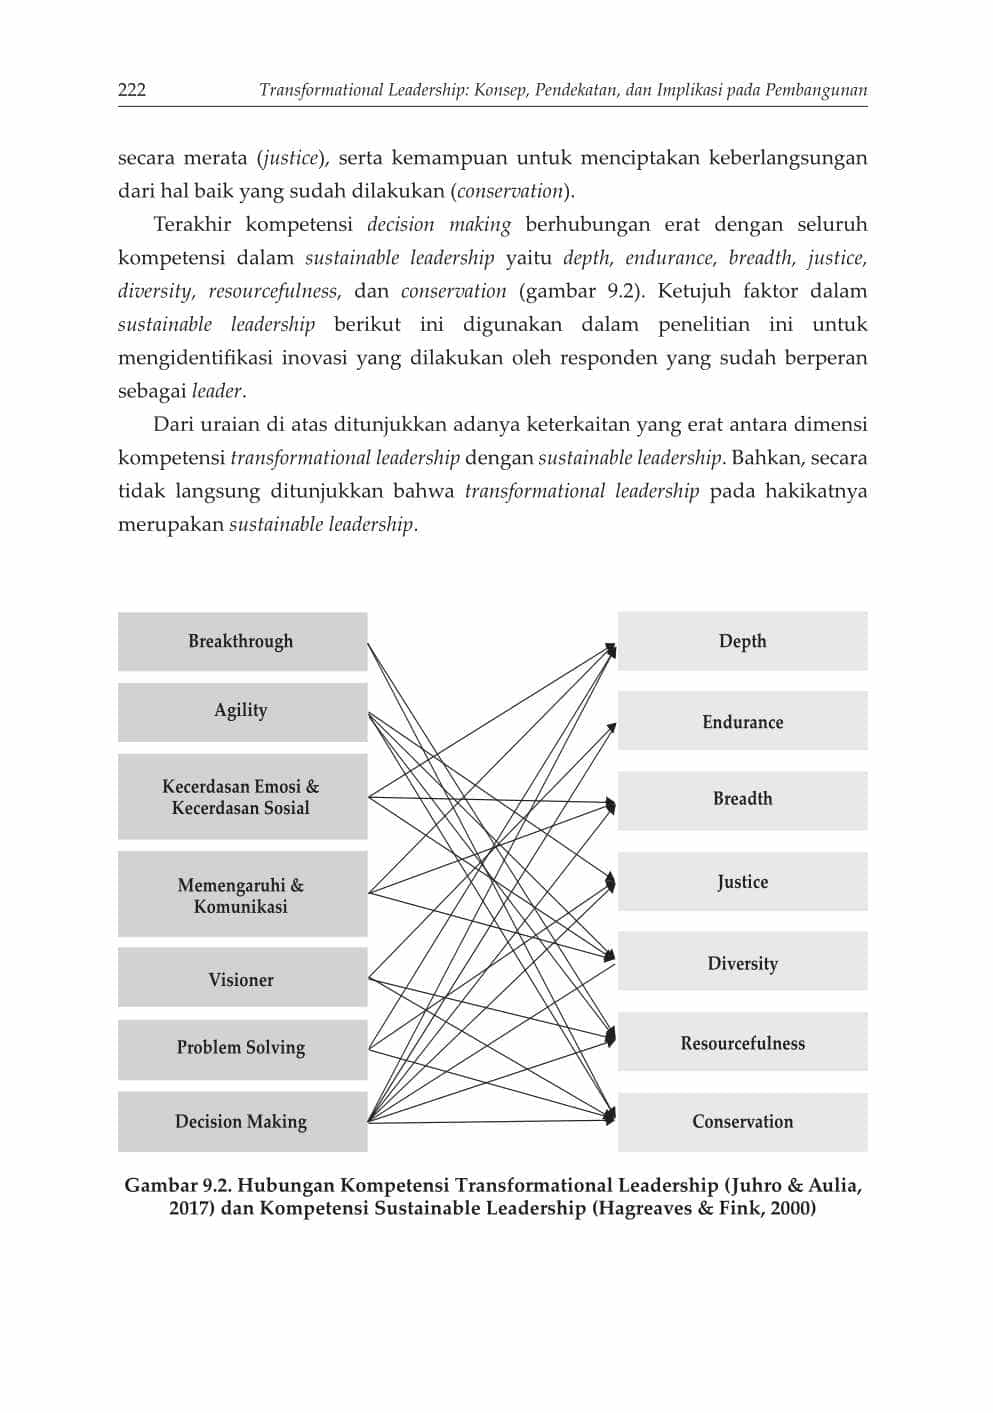 222 Transformational Leadership: Konsep, Pendekatan, dan Implikasi pada Pembangunan
secara merata (justice), serta kemampuan untuk menciptakan keberlangsungan
dari hal baik yang sudah dilakukan (conservation).
Terakhir kompetensi decision making berhubungan erat dengan seluruh
kompetensi dalam sustainable leadership yaitu depth, endurance, breadth, justice,
diversity, resourcefulness, dan conservation (gambar 9.2). Ketujuh faktor dalam
sustainable leadership berikut ini digunakan dalam penelitian ini untuk
mengidentifikasi inovasi yang dilakukan oleh responden yang sudah berperan
sebagai leader.
Dari uraian di atas ditunjukkan adanya keterkaitan yang erat antara dimensi
kompetensi transformational leadership dengan sustainable leadership. Bahkan, secara
tidak langsung ditunjukkan bahwa transformational leadership pada hakikatnya
merupakan sustainable leadership.
Breakthrough
Agility
Kecerdasan Emosi &
Kecerdasan Sosial
Memengaruhi &
Komunikasi
Visioner
Problem Solving
Decision Making
Depth
Endurance
Breadth
Justice
Diversity
Resourcefulness
Conservation
Gambar 9.2. Hubungan Kompetensi Transformational Leadership (Juhro & Aulia,
2017) dan Kompetensi Sustainable Leadership (Hagreaves & Fink, 2000)